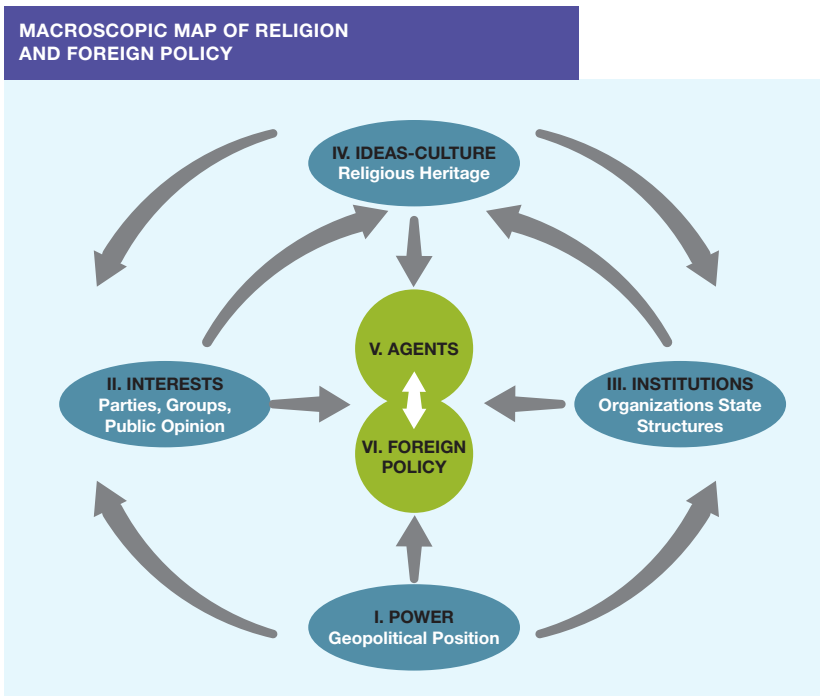 MACROSCOPIC MAP OF RELIGION
AND FOREIGN POLICY
IV. IDEAS-CULTURE
Religious Heritage
V. AGENTS
II. INTERESTS
Parties, Groups,
Public Opinion
III. INSTITUTIONS
Organizations State
Structures
VI. FOREIGN
POLICY
I. POWER
Geopolitical Position